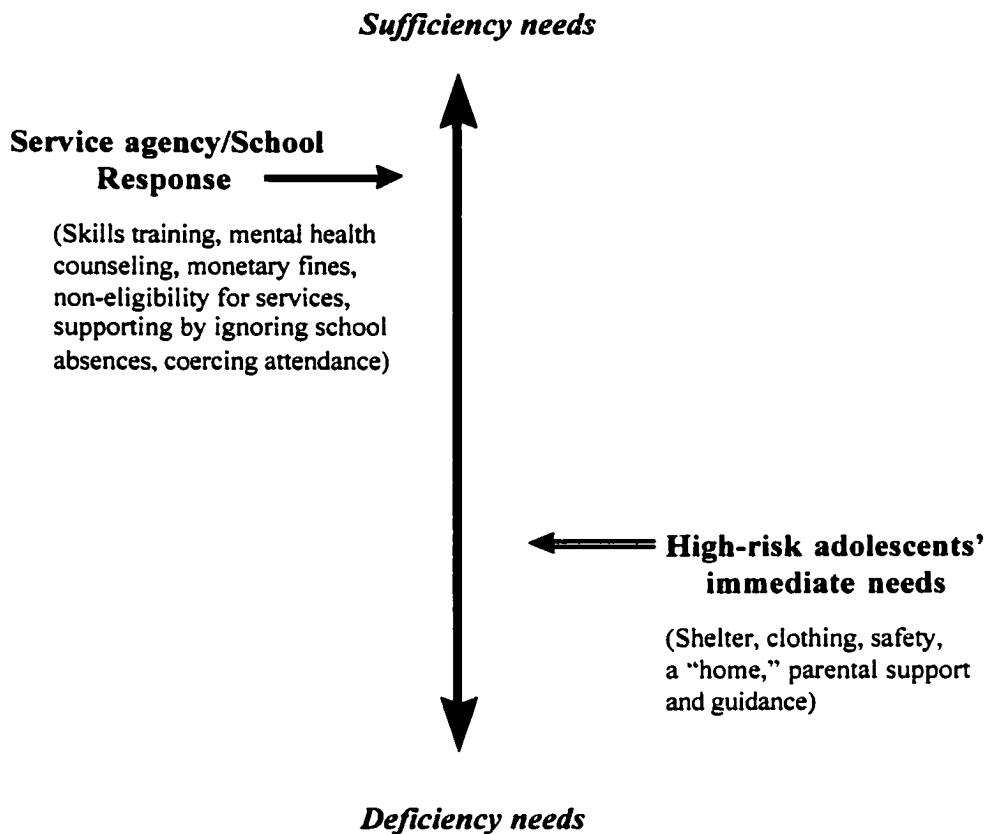 Sufficiency needs
Service agency/School
Response
(Skills training, mental health
counseling, monetary fines,
non-eligibility for services,
supporting by ignoring school
absences, coercing attendance)
High-risk adolescents’
immediate needs
(Shelter, clothing, safety,
a “home,” parental support
and guidance)
Deficiency needs